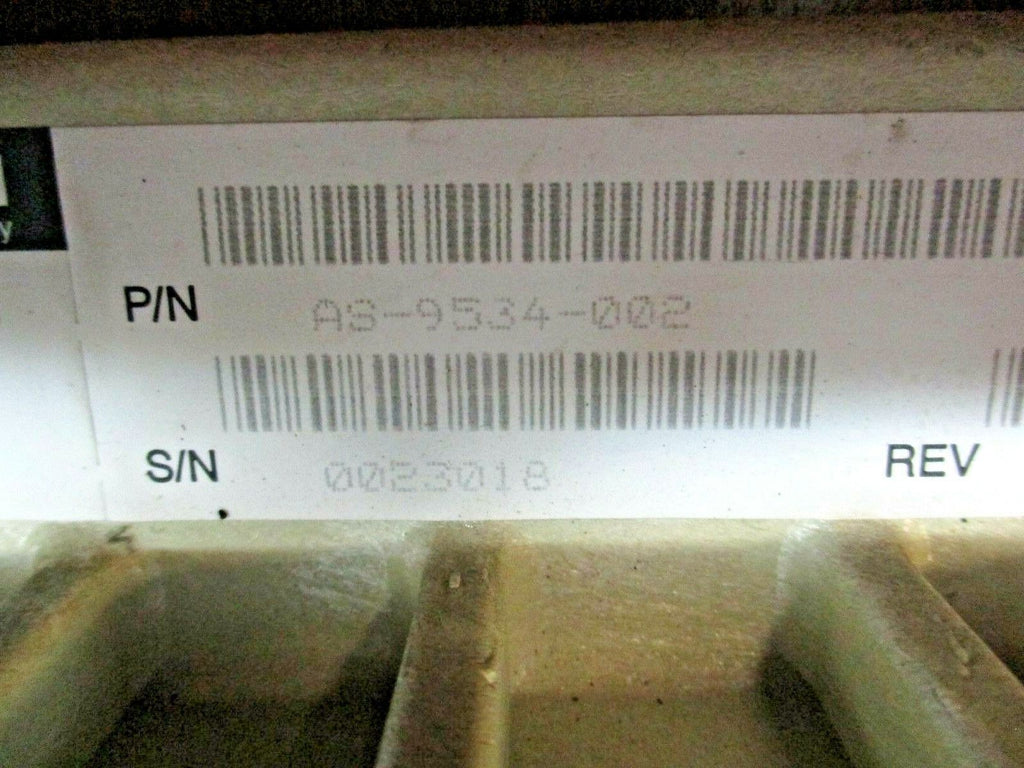 y
P/N AS-9534-002
S/N 0023018
REV